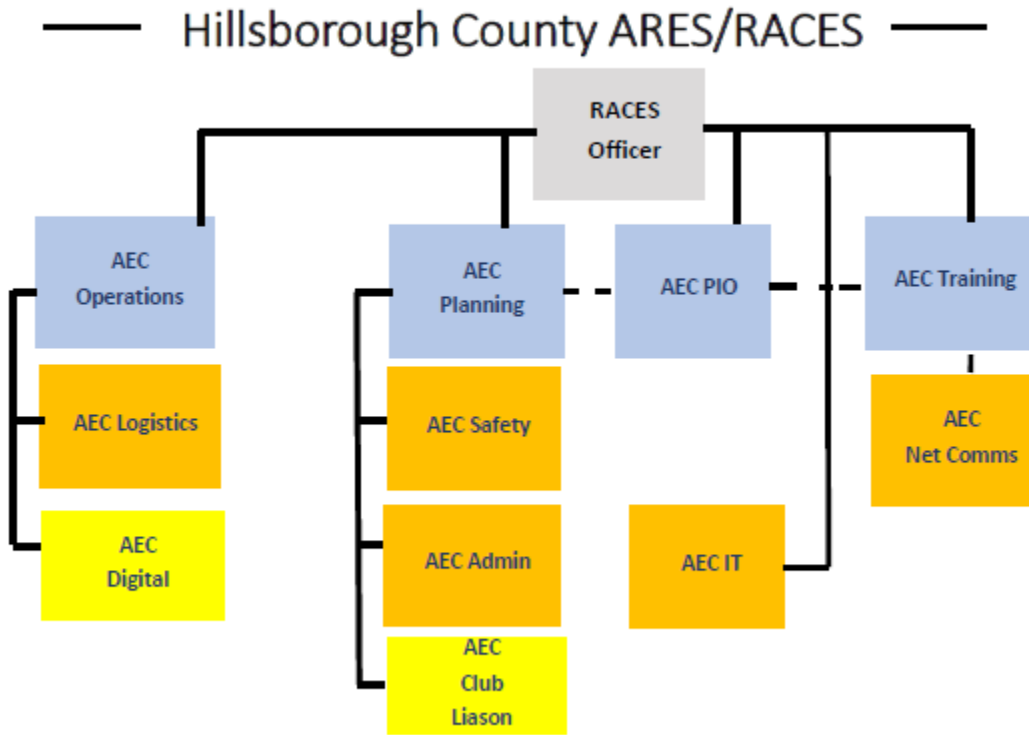 Hillsborough County ARES/RACES
RACES
Officer
AEC
Operations
AEC
Planning
AEC PIO
AEC Training
AEC Logistics
AEC Safety
AEC
Net Comms
AEC
Digital
AEC Admin
AEC IT
AEC
Club
Liason